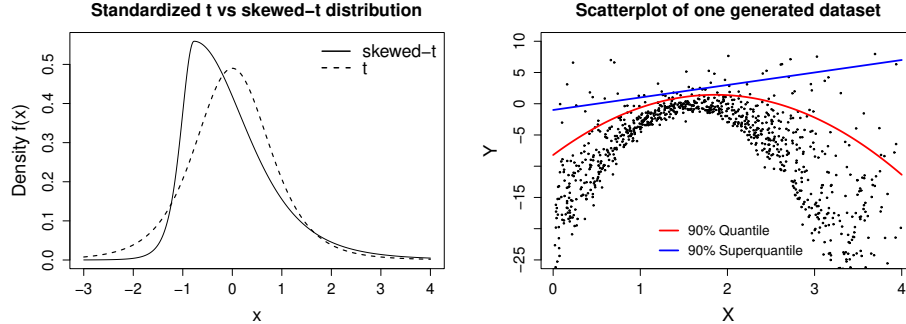 Standardized t vs skewed−t distribution
skewed−t
t
Density f(x)
0.0
0.1
0.2
0.3
0.4
0.5
−3
−2
−1
0
1
2
3
4
x
Scatterplot of one generated dataset
Y
10
5
0
−5
−15
−25
90% Quantile
90% Superquantile
0
1
2
3
4
X